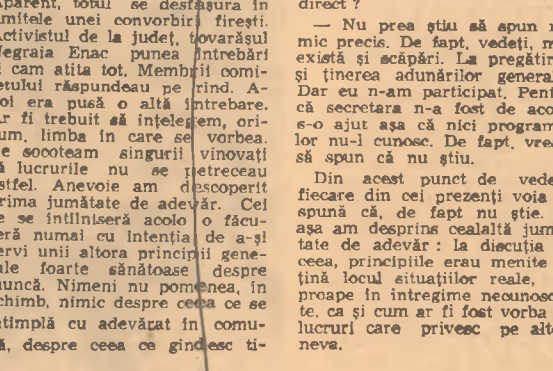 Aparent, totul se desfășura în
limitele unei convorbiri firești.
Activistul de la județ, tovarășul
Negraia Enac punea întrebări
cam atîta tot. Membrii comi-
tetului răspundeau pe rînd. A-
poi era pusă o altă întrebare.
Ar fi trebuit să înțelegem, ori-
cum, limba în care se vorbea.
Ne socoteam singurii vinovați
că lucrurile nu se petreceau
astfel. Anevoie am descoperit
prima jumătate de adevăr. Cei
ce se întîlniseră acolo o făcu-
seră numai cu intenția de a-și
servi unii altora principii gene-
rale foarte sănătoase despre
muncă. Nimeni nu pomenea, în
schimb, nimic despre ceea ce se
întîmplă cu adevărat în comu-
nă, despre ceea ce gîndesc ti-
direct ?
— Nu prea știu să spun
mic precis. De fapt, vedeți,
există și scăpări. La pregătir
și ținerea adunărilor genera
Dar eu n-am participat. Pent
că secretara n-a fost de aco
s-o ajut așa că nici program
lor nu-l cunosc. De fapt, vre
să spun că nu știu.
Din acest punct de vede
fiecare din cei prezenți voia
spună că, de fapt nu știe.
așa am desprins cealaltă jum
tate de adevăr : la discuția
ceea, principiile erau menite
țină locul situațiilor reale,
proape în întregime necunosc
te, ca și cum ar fi fost vorba
lucruri care privesc pe alt
neva.